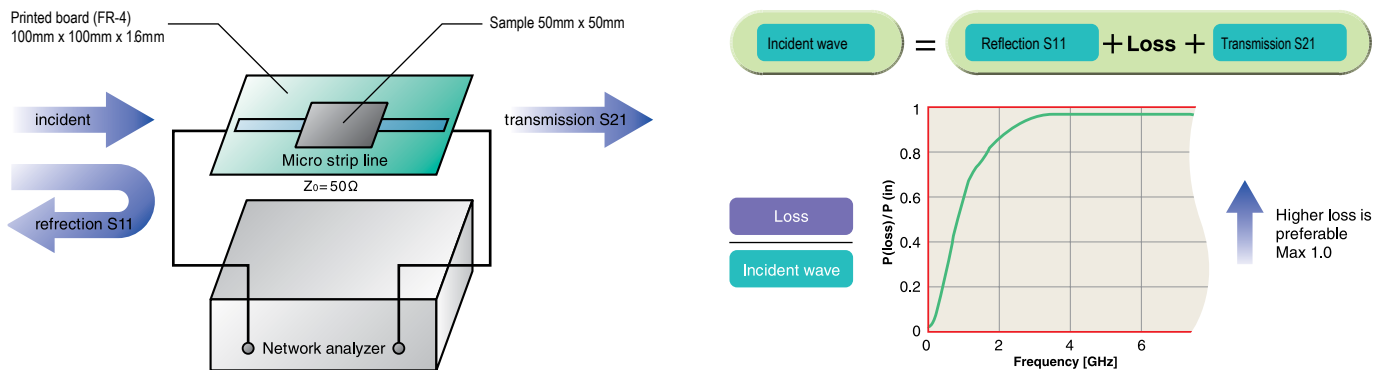 Printed board (FR-4)
100mm x 100mm x 1.6mm
Sample 50mm x 50mm
incident
refrection S11
transmission S21
Micro strip line
Z0=50Ω
Network analyzer
Incident wave = Reflection S11 + Loss + Transmission S21
Loss
Incident wave
P(loss) / P (in)
1
0.8
0.6
0.4
0.2
0
0 2 4 6
Frequency [GHz]
Higher loss is
preferable
Max 1.0